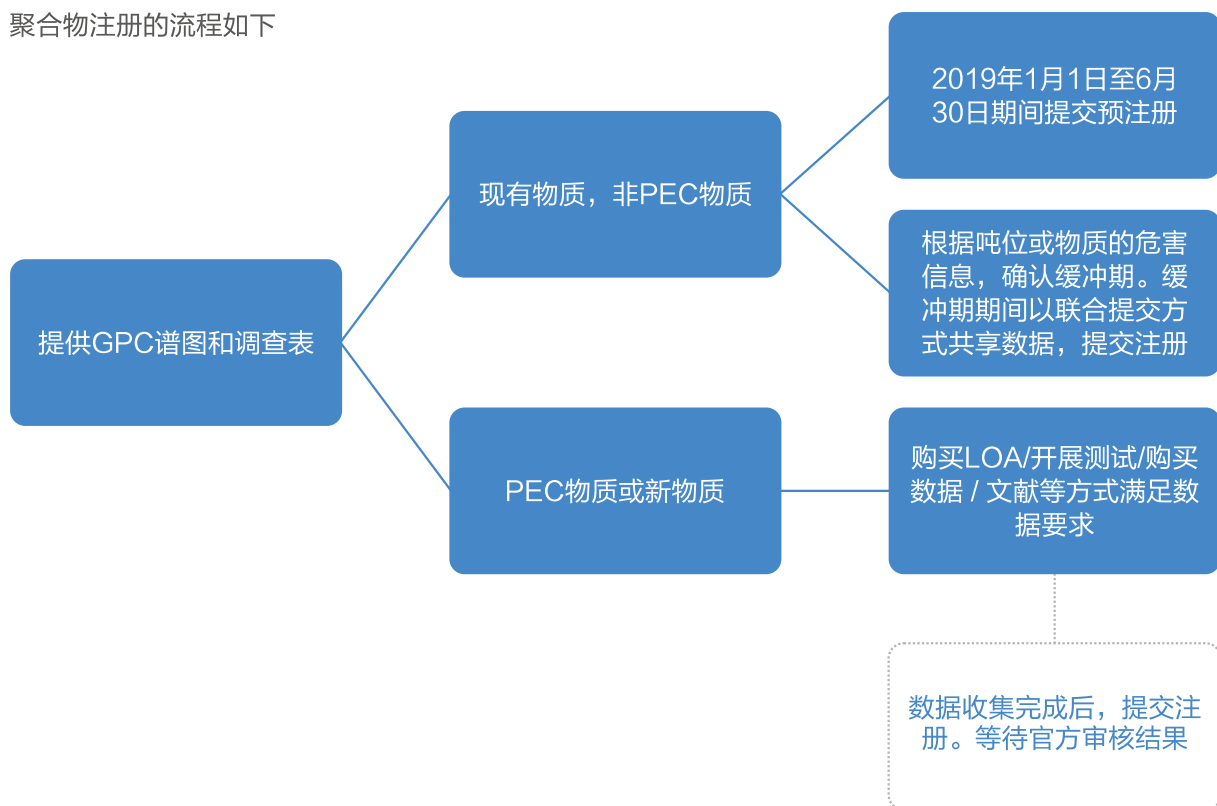 聚合物注册的流程如下
2019年1月1日至6月
30日期间提交预注册
现有物质，非PEC物质
根据吨位或物质的危害
信息，确认缓冲期。缓
冲期期间以联合提交方
式共享数据，提交注册
提供GPC谱图和调查表
PEC物质或新物质
购买LOA/开展测试/购买
数据 / 文献等方式满足数
据要求
数据收集完成后，提交注
册。等待官方审核结果